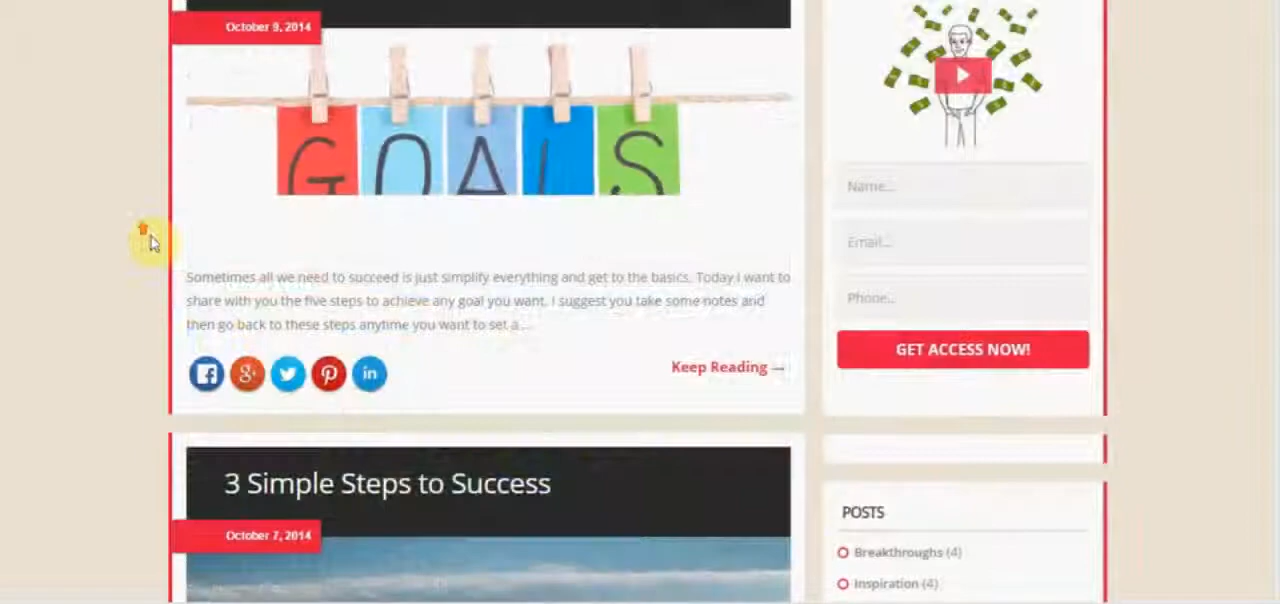 October 9, 2014
GOALS
Sometimes all we need to succeed is just simplify everything and get to the basics. Today I want to
share with you the five steps to achieve any goal you want. I suggest you take some notes and
then go back to these steps anytime you want to set a...
Keep Reading →
3 Simple Steps to Success
October 7, 2014
Name...
Email...
Phone...
GET ACCESS NOW!
POSTS
Breakthroughs (4)
Inspiration (4)